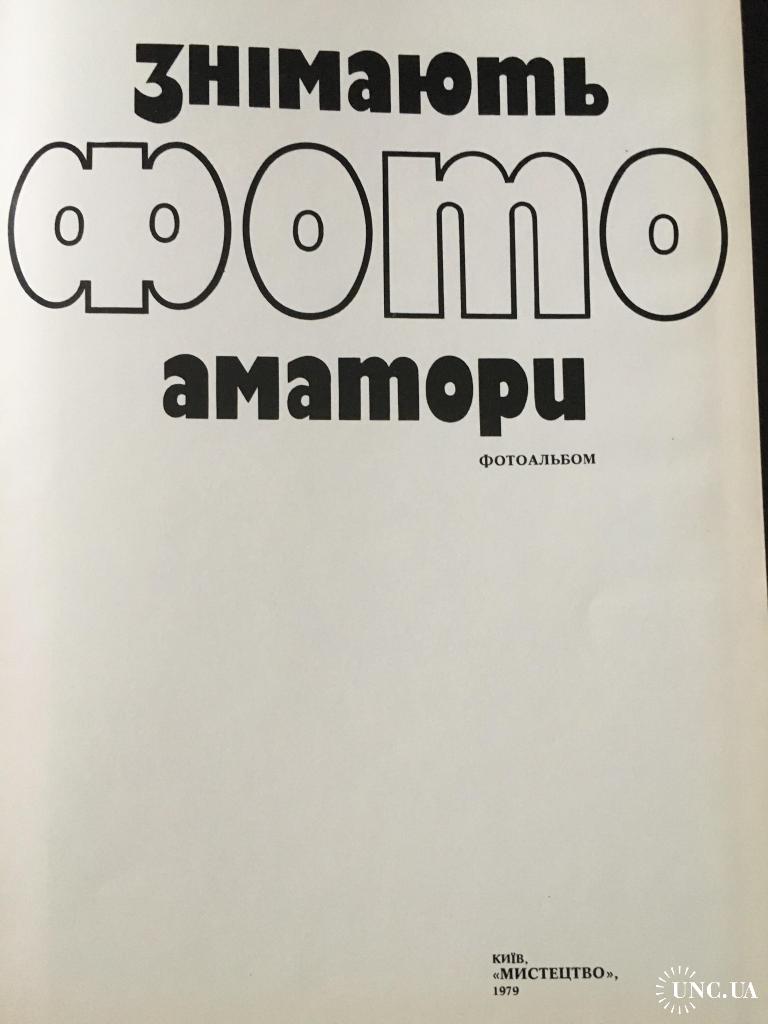 знімають
фото
аматори
ФОТОАЛЬБОМ
КИЇВ,
«МИСТЕЦТВО»,
1979
UNC.UA